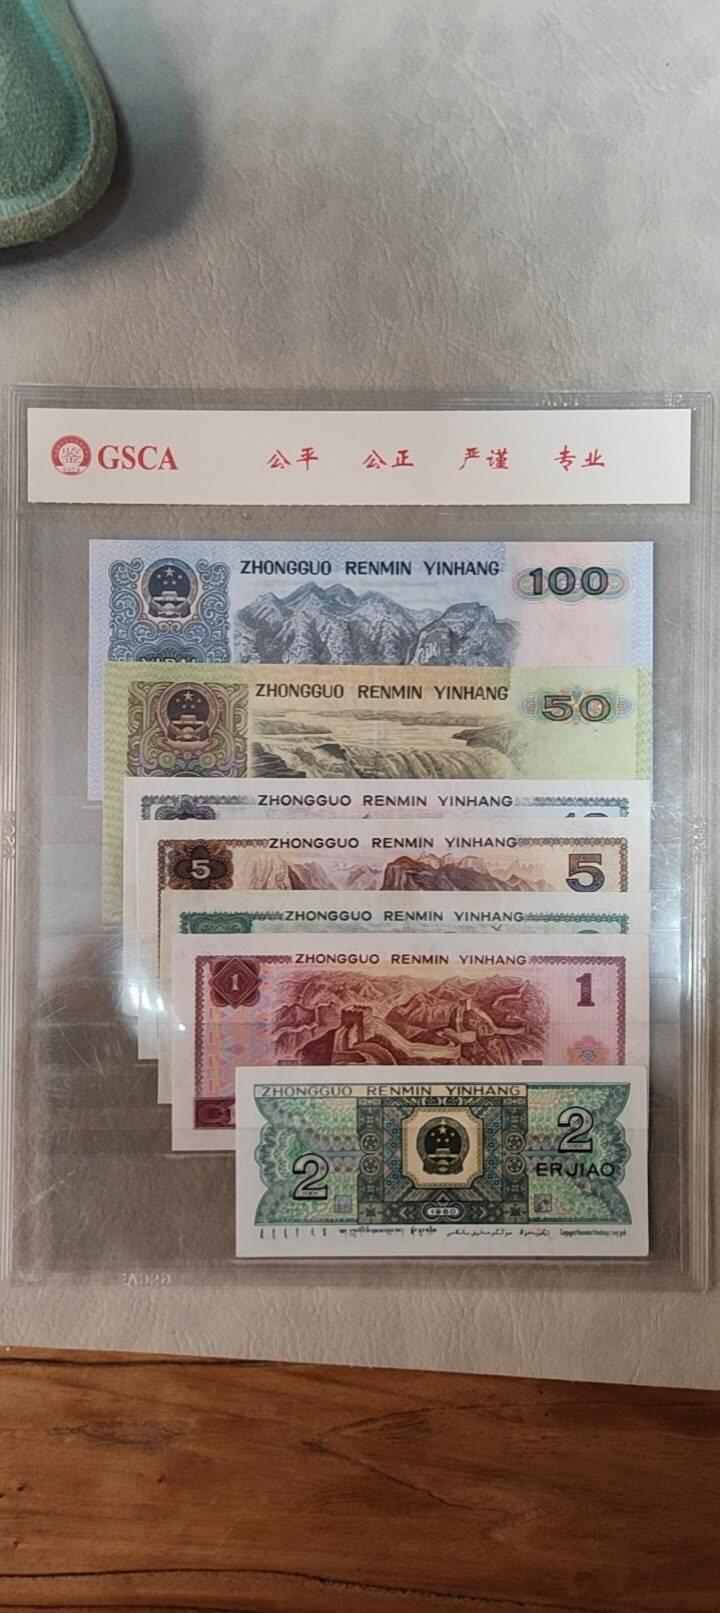 GSCA 公平 公正 严谨 专业
ZHONGGUO RENMIN YINHANG 100
ZHONGGUO RENMIN YINHANG 50
ZHONGGUO RENMIN YINHANG
ZHONGGUO RENMIN YINHANG
5 5
ZHONGGUO RENMIN YINHANG
ZHONGGUO RENMIN YINHANG
1 1
ZHONGGUO RENMIN YINHANG
2
ERJIAO
2
1980